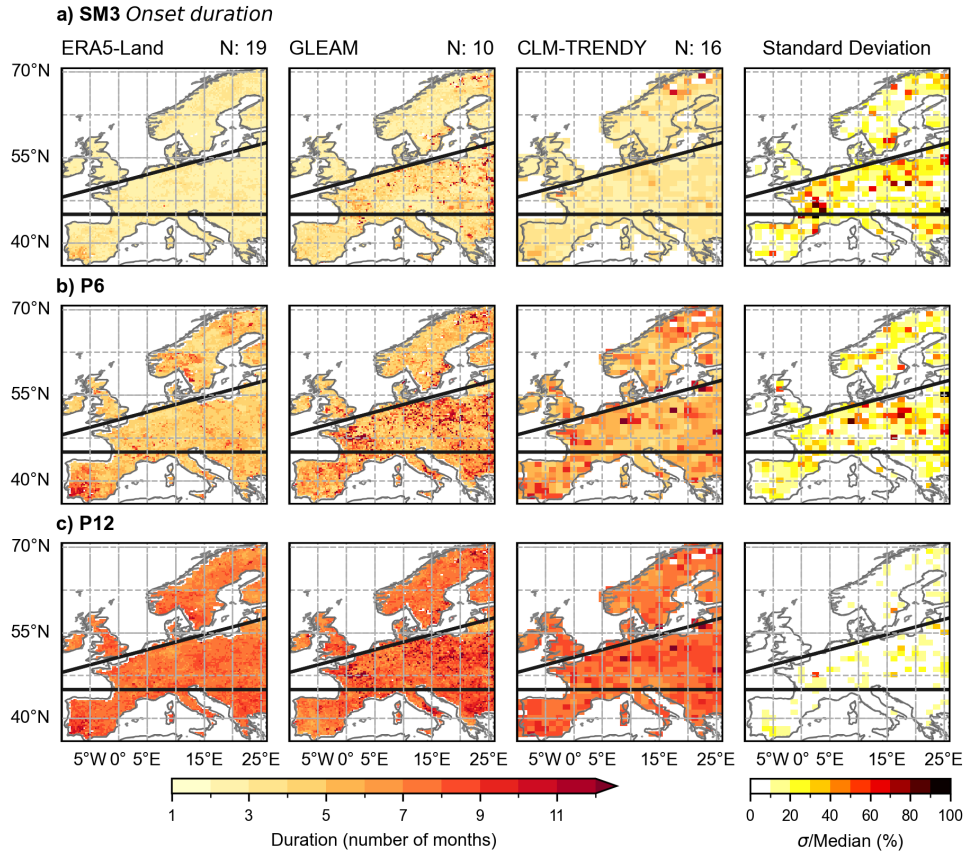 a) SM3 Onset duration
ERA5-Land N: 19 GLEAM N: 10 CLM-TRENDY N: 16 Standard Deviation
70°N
55°N
40°N
b) P6
70°N
55°N
40°N
c) P12
70°N
55°N
40°N
5°W 0° 5°E 15°E 25°E 5°W 0° 5°E 15°E 25°E 5°W 0° 5°E 15°E 25°E 5°W 0° 5°E 15°E 25°E
1 3 5 7 9 11 0 20 40 60 80 100
Duration (number of months) σ/Median (%)